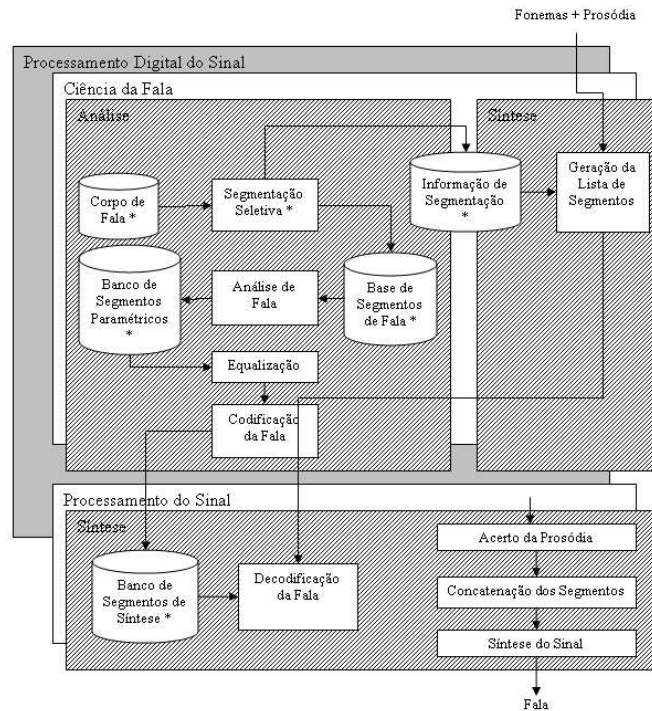 Fonemas + Prosódia
Processamento Digital do Sinal
Ciência da Fala
Análise
Síntese
Corpo de
Fala *
Segmentação
Seletiva *
Informação de
Segmentação
*
Geração da
Lista de
Segmentos
Banco de
Segmentos
Paramétricos
*
Análise de
Fala
Base de
Segmentos
de Fala *
Equalização
Codificação
da Fala
Processamento do Sinal
Síntese
Banco de
Segmentos de
Síntese *
Decodificação
da Fala
Acerto da Prosódia
Concatenação dos Segmentos
Síntese do Sinal
Fala